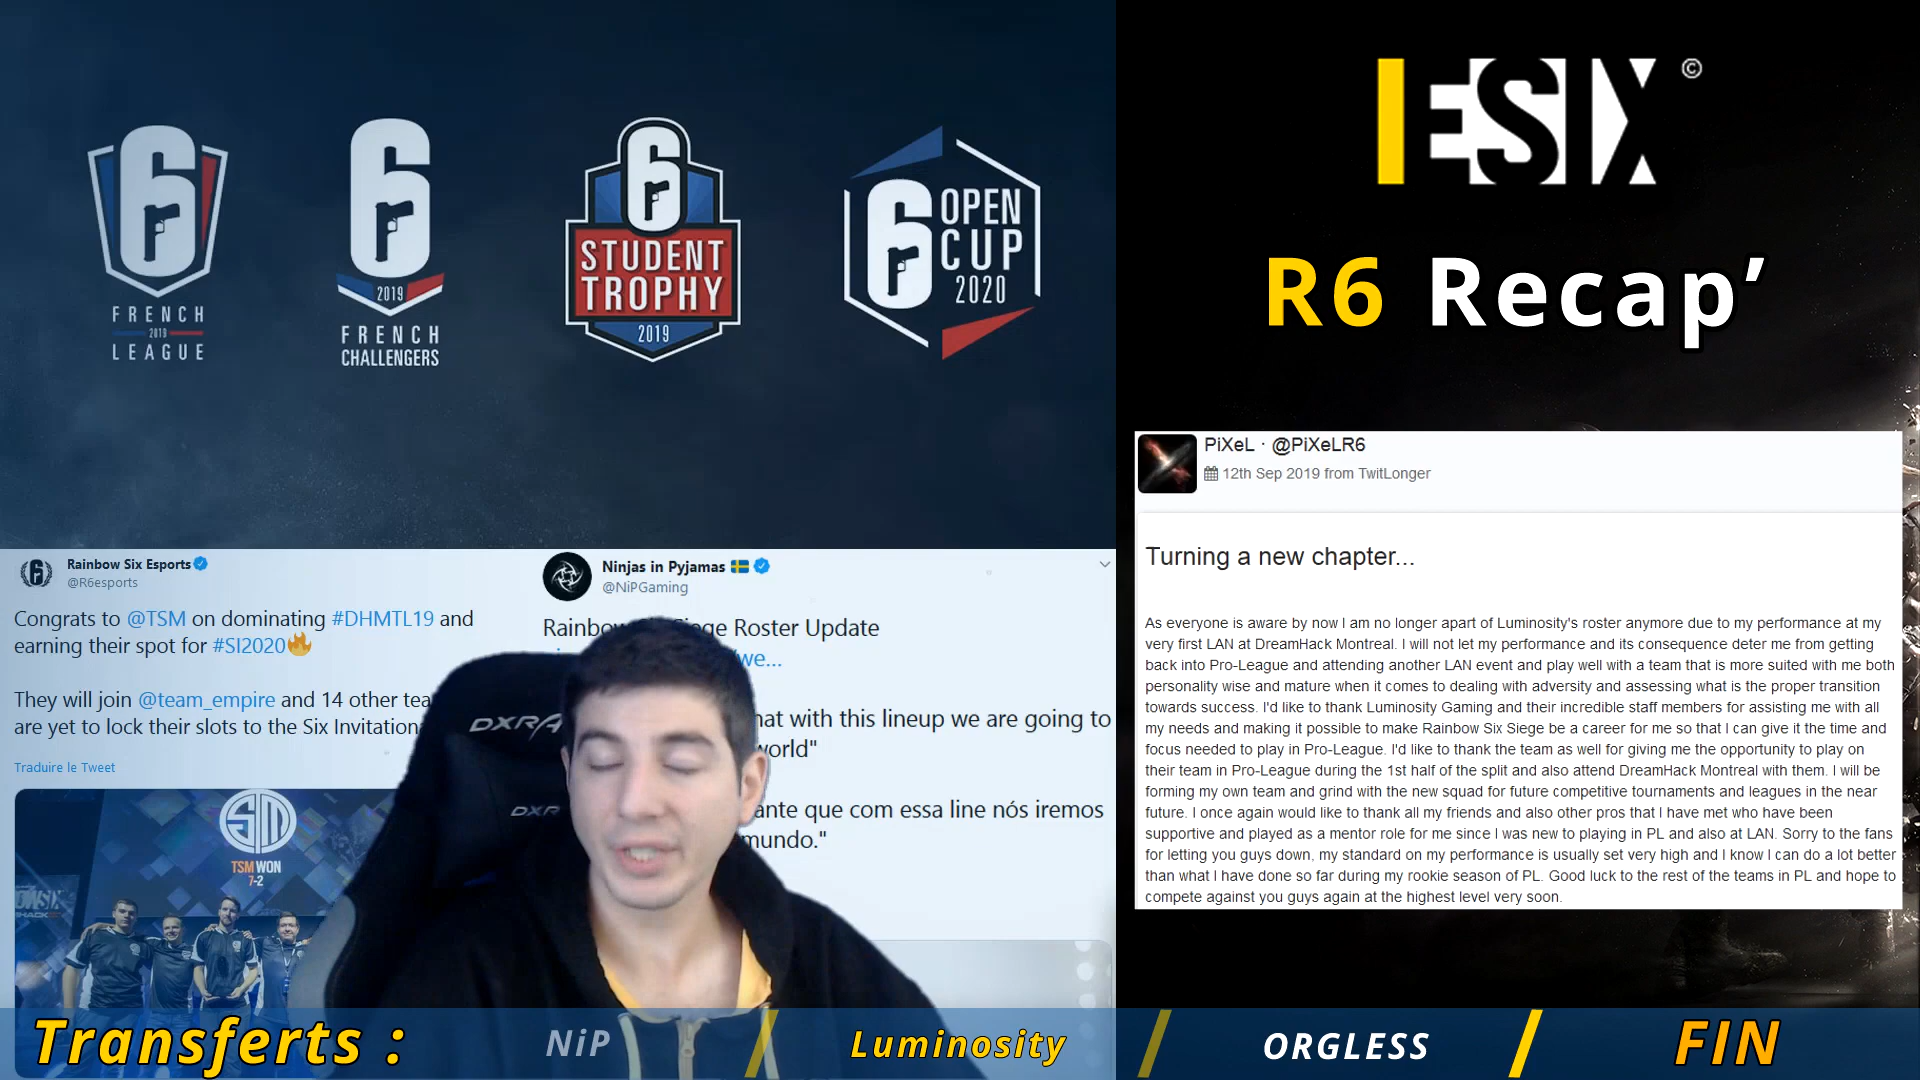 FRENCH
2019
LEAGUE
2019
FRENCH
CHALLENGERS
STUDENT
TROPHY
2019
OPEN
CUP
2020
ESIX ©
R6 Recap’
PiXeL · @PiXeLR6
12th Sep 2019 from TwitLonger
Turning a new chapter...
As everyone is aware by now I am no longer apart of Luminosity's roster anymore due to my performance at my
very first LAN at DreamHack Montreal. I will not let my performance and its consequence deter me from getting
back into Pro-League and attending another LAN event and play well with a team that is more suited with me both
personality wise and mature when it comes to dealing with adversity and assessing what is the proper transition
towards success. I'd like to thank Luminosity Gaming and their incredible staff members for assisting me with all
my needs and making it possible to make Rainbow Six Siege be a career for me so that I can give it the time and
focus needed to play in Pro-League. I'd like to thank the team as well for giving me the opportunity to play on
their team in Pro-League during the 1st half of the split and also attend DreamHack Montreal with them. I will be
forming my own team and grind with the new squad for future competitive tournaments and leagues in the near
future. I once again would like to thank all my friends and also other pros that I have met who have been
supportive and played as a mentor role for me since I was new to playing in PL and also at LAN. Sorry to the fans
for letting you guys down, my standard on my performance is usually set very high and I know I can do a lot better
than what I have done so far during my rookie season of PL. Good luck to the rest of the teams in PL and hope to
compete against you guys again at the highest level very soon.
Rainbow Six Esports
@R6esports
Congrats to @TSM on dominating #DHMTL19 and
earning their spot for #SI2020
They will join @team_empire and 14 other
are yet to lock their slots to the Six Invitation
Traduire le Tweet
TSM WON
7-2
Ninjas in Pyjamas
@NiPGaming
Roster Update
/we...
with this lineup we are going to
world"
que com essa line nós iremos
mundo."
DXRA
DXR
Transferts : NiP / Luminosity / ORGLESS / FIN